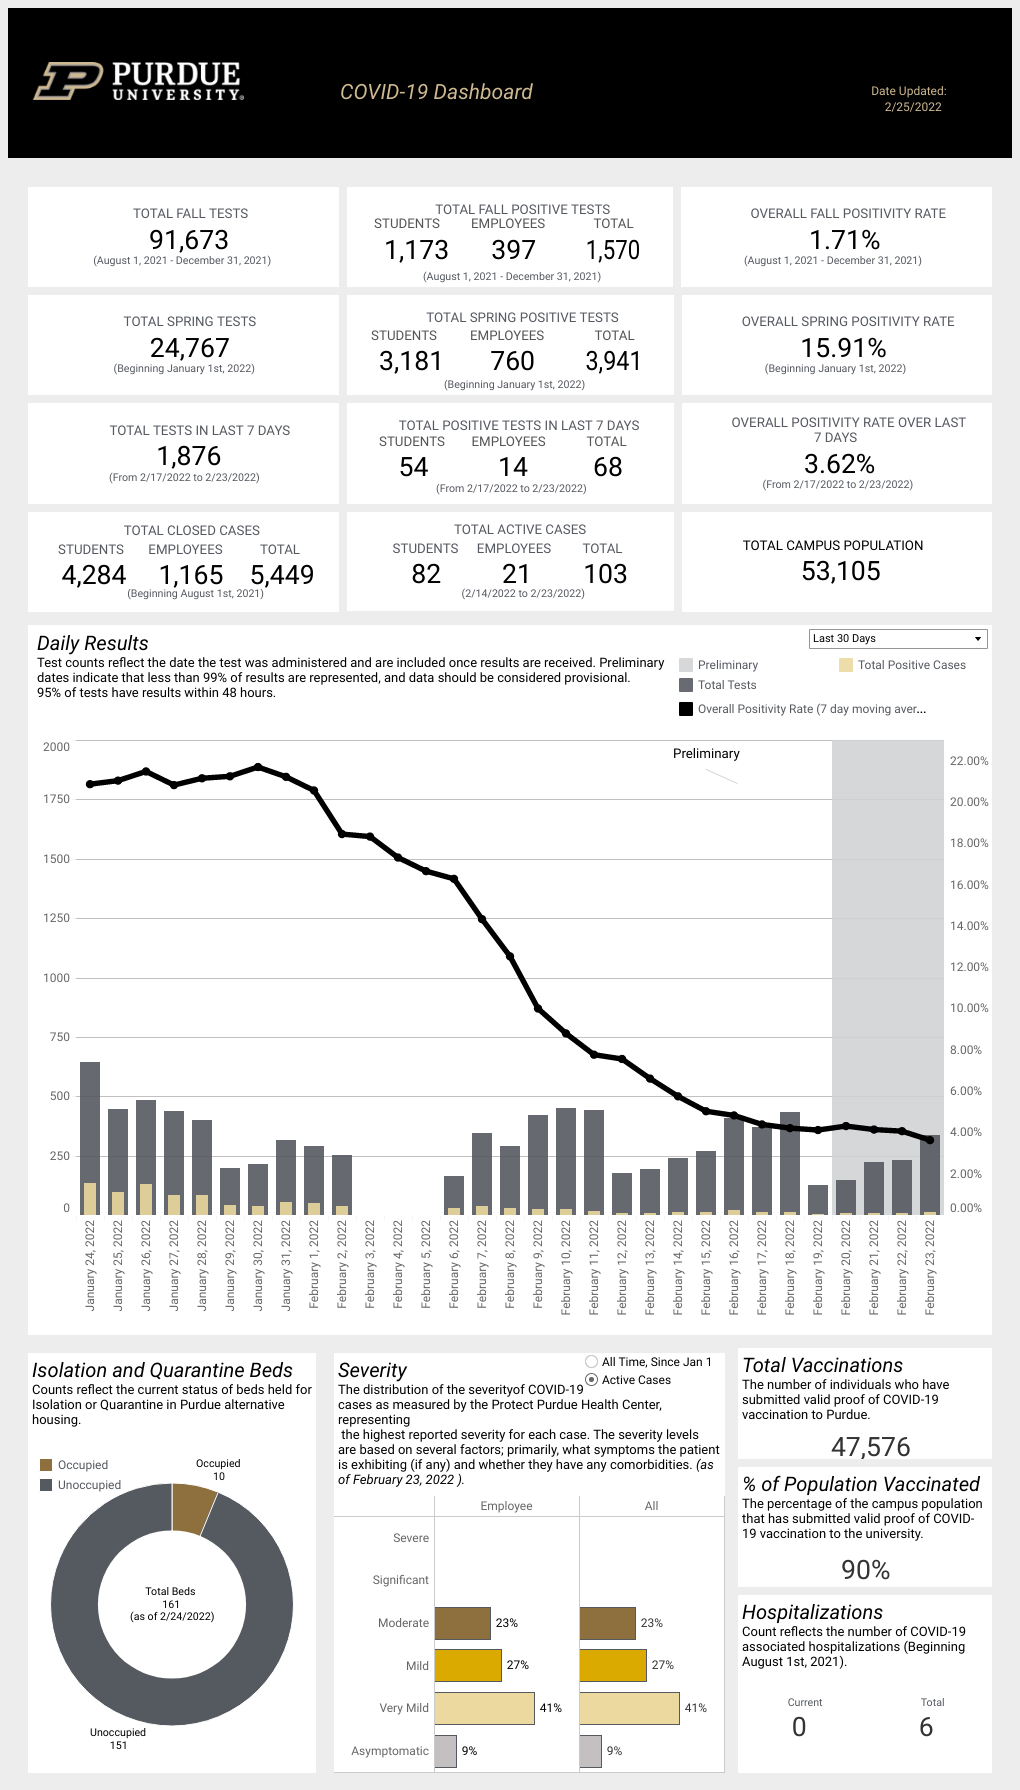 PURDUE
UNIVERSITY®
COVID-19 Dashboard
Date Updated:
2/25/2022
TOTAL FALL TESTS
91,673
(August 1, 2021 - December 31, 2021)
TOTAL FALL POSITIVE TESTS
STUDENTS EMPLOYEES TOTAL
1,173 397 1,570
(August 1, 2021 - December 31, 2021)
OVERALL FALL POSITIVITY RATE
1.71%
(August 1, 2021 - December 31, 2021)
TOTAL SPRING TESTS
24,767
(Beginning January 1st, 2022)
TOTAL SPRING POSITIVE TESTS
STUDENTS EMPLOYEES TOTAL
3,181 760 3,941
(Beginning January 1st, 2022)
OVERALL SPRING POSITIVITY RATE
15.91%
(Beginning January 1st, 2022)
TOTAL TESTS IN LAST 7 DAYS
1,876
(From 2/17/2022 to 2/23/2022)
TOTAL POSITIVE TESTS IN LAST 7 DAYS
STUDENTS EMPLOYEES TOTAL
54 14 68
(From 2/17/2022 to 2/23/2022)
OVERALL POSITIVITY RATE OVER LAST
7 DAYS
3.62%
(From 2/17/2022 to 2/23/2022)
TOTAL CLOSED CASES
STUDENTS EMPLOYEES TOTAL
4,284 1,165 5,449
(Beginning August 1st, 2021)
TOTAL ACTIVE CASES
STUDENTS EMPLOYEES TOTAL
82 21 103
(2/14/2022 to 2/23/2022)
TOTAL CAMPUS POPULATION
53,105
Daily Results
Test counts reflect the date the test was administered and are included once results are received. Preliminary
dates indicate that less than 99% of results are represented, and data should be considered provisional.
95% of tests have results within 48 hours.
Last 30 Days
Preliminary
Total Positive Cases
Total Tests
Overall Positivity Rate (7 day moving aver...
Preliminary
2000
1750
1500
1250
1000
750
500
250
0
22.00%
20.00%
18.00%
16.00%
14.00%
12.00%
10.00%
8.00%
6.00%
4.00%
2.00%
0.00%
January 24, 2022
January 25, 2022
January 26, 2022
January 27, 2022
January 28, 2022
January 29, 2022
January 30, 2022
January 31, 2022
February 1, 2022
February 2, 2022
February 3, 2022
February 4, 2022
February 5, 2022
February 6, 2022
February 7, 2022
February 8, 2022
February 9, 2022
February 10, 2022
February 11, 2022
February 12, 2022
February 13, 2022
February 14, 2022
February 15, 2022
February 16, 2022
February 17, 2022
February 18, 2022
February 19, 2022
February 20, 2022
February 21, 2022
February 22, 2022
February 23, 2022
Isolation and Quarantine Beds
Counts reflect the current status of beds held for
Isolation or Quarantine in Purdue alternative
housing.
Occupied
Unoccupied
Occupied
10
Total Beds
161
(as of 2/24/2022)
Unoccupied
151
Severity
All Time, Since Jan 1
Active Cases
The distribution of the severityof COVID-19
cases as measured by the Protect Purdue Health Center,
representing
the highest reported severity for each case. The severity levels
are based on several factors; primarily, what symptoms the patient
is exhibiting (if any) and whether they have any comorbidities. (as
of February 23, 2022 ).
Employee All
Severe
Significant
Moderate 23% 23%
Mild 27% 27%
Very Mild 41% 41%
Asymptomatic 9% 9%
Total Vaccinations
The number of individuals who have
submitted valid proof of COVID-19
vaccination to Purdue.
47,576
% of Population Vaccinated
The percentage of the campus population
that has submitted valid proof of COVID-
19 vaccination to the university.
90%
Hospitalizations
Count reflects the number of COVID-19
associated hospitalizations (Beginning
August 1st, 2021).
Current Total
0 6